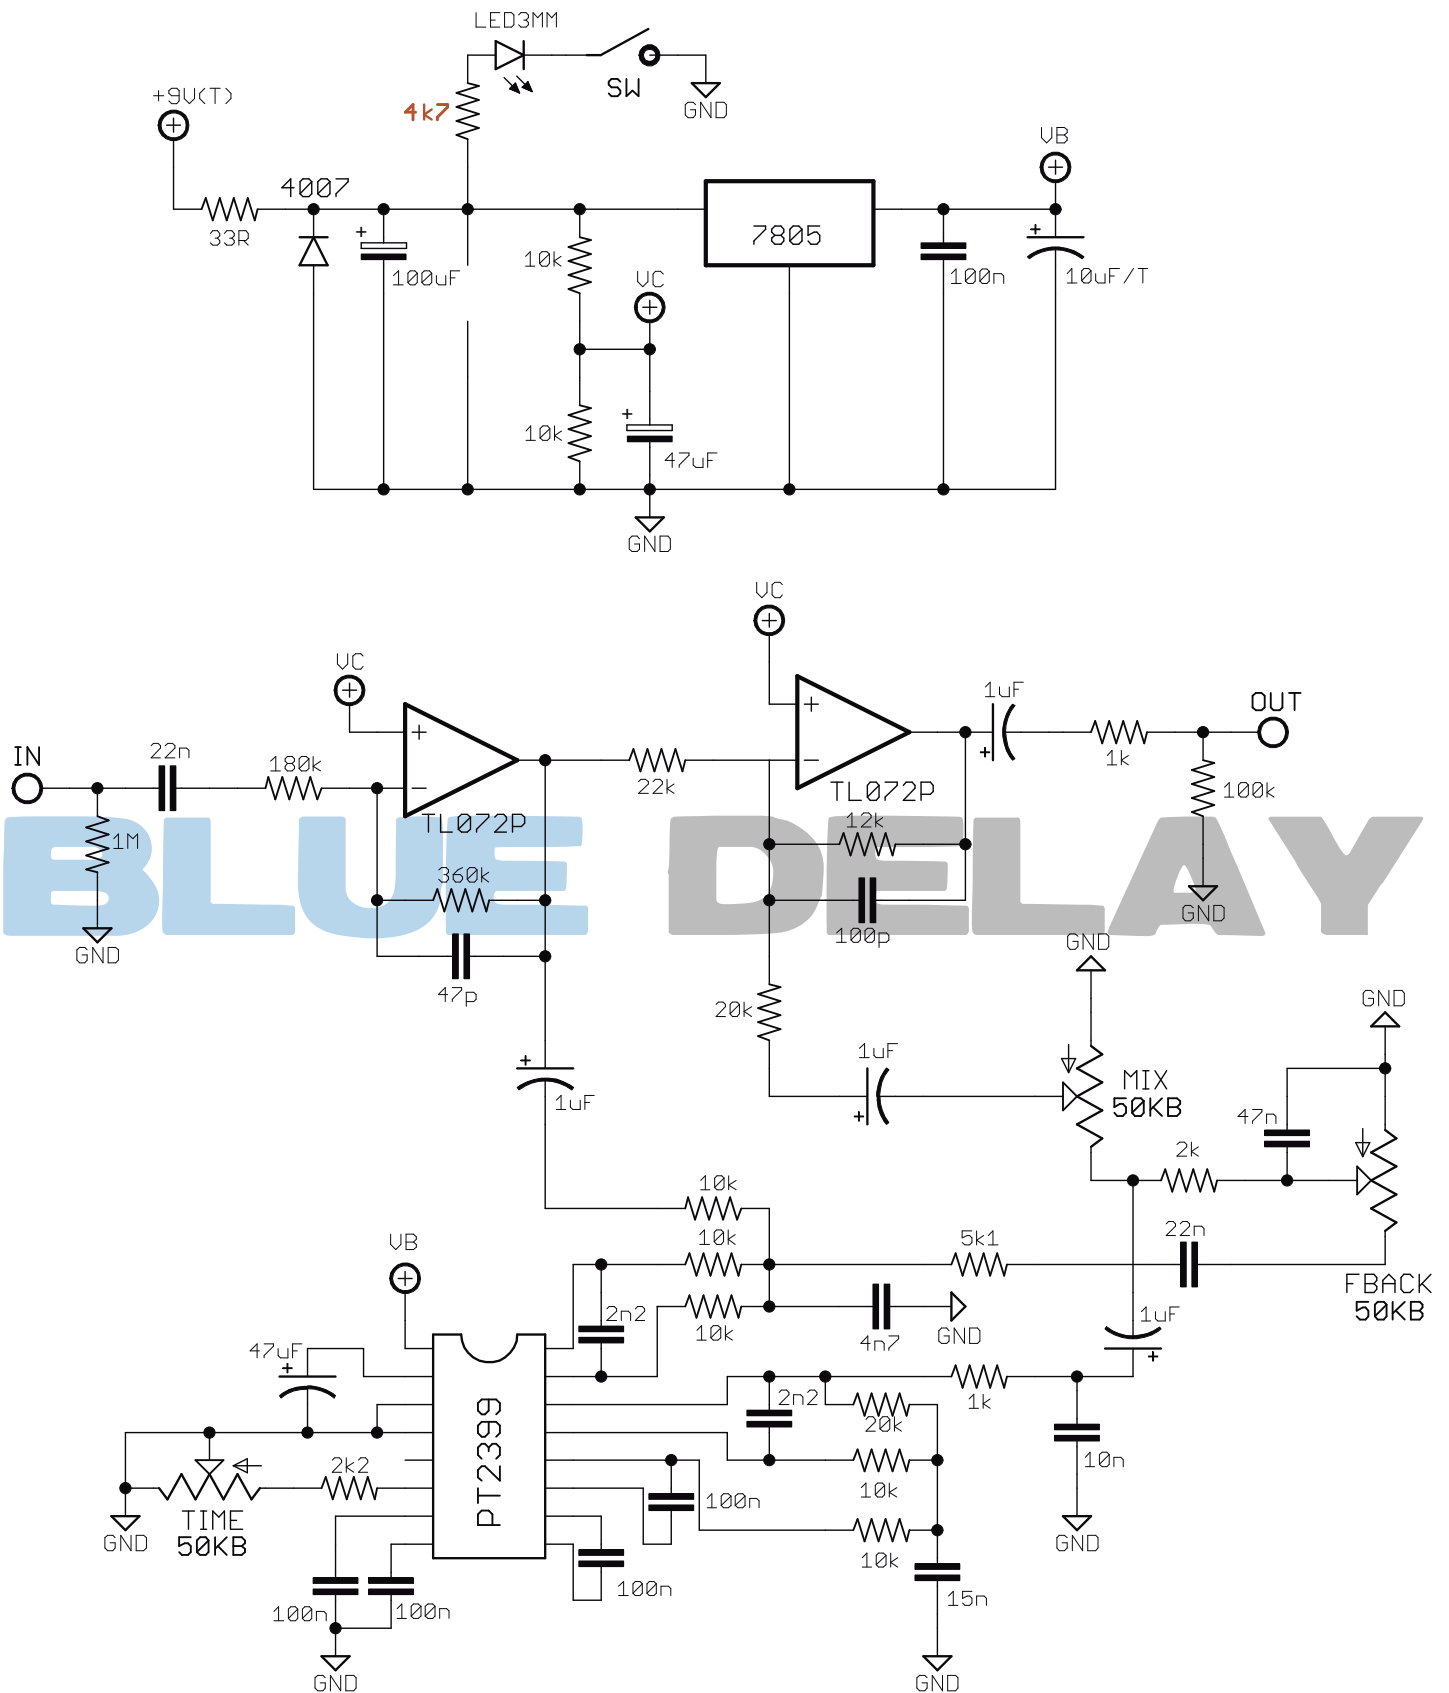 LED3MM
SW
GND
4k7
+9V(T)
VB
4007
33R
100uF
10k
7805
100n
10uF/T
VC
10k
47uF
GND
VC
VC
1uF
OUT
IN
22n
180k
22k
1k
TL072P
TL072P
100k
BLUE DELAY
1M
360k
12k
GND
100p
GND
GND
47p
20k
GND
1uF
1uF
MIX
50KB
47n
2k
10k
10k
5k1
22n
VB
FBACK
50KB
2n2
10k
4n7
GND
1uF
47uF
2n2
20k
1k
PT2399
10n
2k2
10k
100n
TIME
50KB
GND
GND
10k
100n
100n
100n
15n
GND
GND